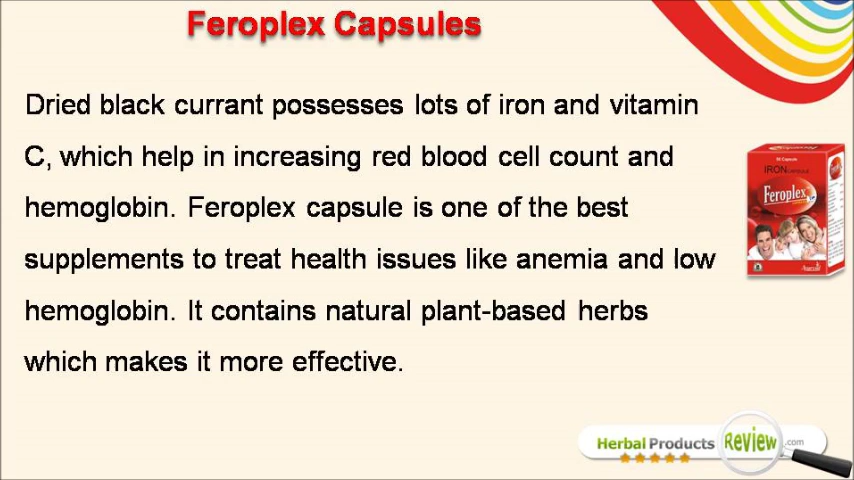 Feroplex Capsules
Dried black currant possesses lots of iron and vitamin
C, which help in increasing red blood cell count and
hemoglobin. Feroplex capsule is one of the best
supplements to treat health issues like anemia and low
hemoglobin. It contains natural plant-based herbs
which makes it more effective.
IRON
Feroplex
Herbal Products Review .com